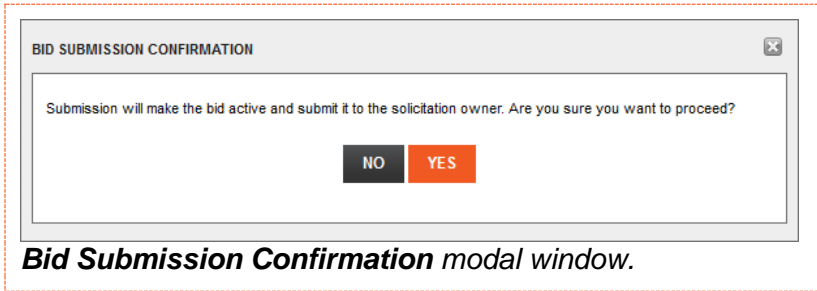 BID SUBMISSION CONFIRMATION
Submission will make the bid active and submit it to the solicitation owner. Are you sure you want to proceed?
NO YES
Bid Submission Confirmation modal window.